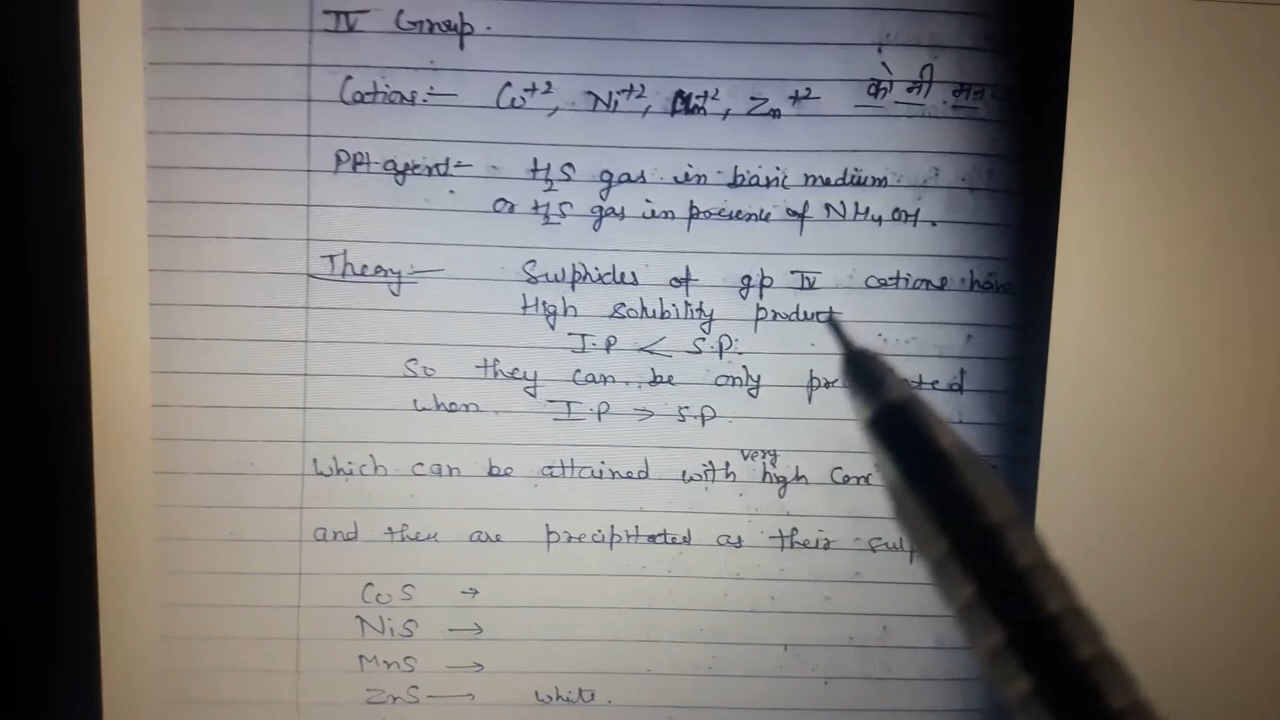 IV Group.
Cations:- Co+2, Ni+2, Mn+2, Zn+2 को नी मन
PPt-agent:- H2S gas in basic medium.
or H2S gas in presence of NH4OH.
Theory:- Sulphides of gp IV cations have
High solubility product
I.P < S.P.
So they can be only
when I.P > S.P.
Which can be attained with very high Conc
and then are precipitated as their
CoS →
NiS →
MnS →
ZnS → white.